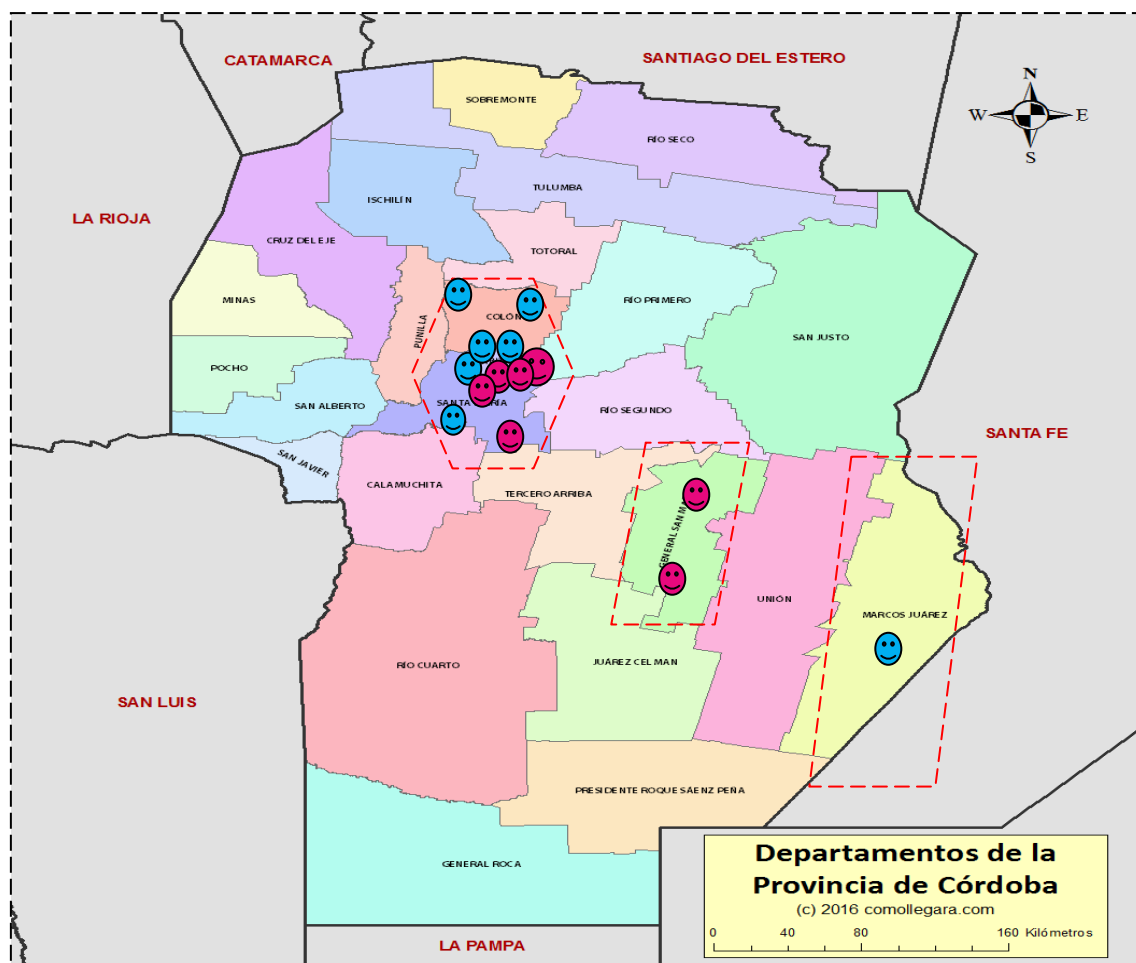 CATAMARCA
SANTIAGO DEL ESTERO
SOBREMONTE
N
W
E
S
RÍO SECO
TULUMBA
ISCHILÍN
LA RIOJA
CRUZ DEL EJE
TOTORAL
MINAS
PUNILLA
COLÓN
RÍO PRIMERO
SAN JUSTO
POCHO
SAN ALBERTO
SANTA RÍA
RÍO SEGUNDO
SANTA FE
SAN JAVIER
CALAMUCHITA
TERCERO ARRIBA
GENERAL SAN MA
UNIÓN
MARCOS JUÁREZ
RÍO CUARTO
JUÁREZ CELMAN
SAN LUIS
PRESIDENTE ROQUE SÁENZ PEÑA
GENERAL ROCA
LA PAMPA
Departamentos de la
Provincia de Córdoba
(c) 2016 comollegara.com
0 40 80 160 Kilómetros